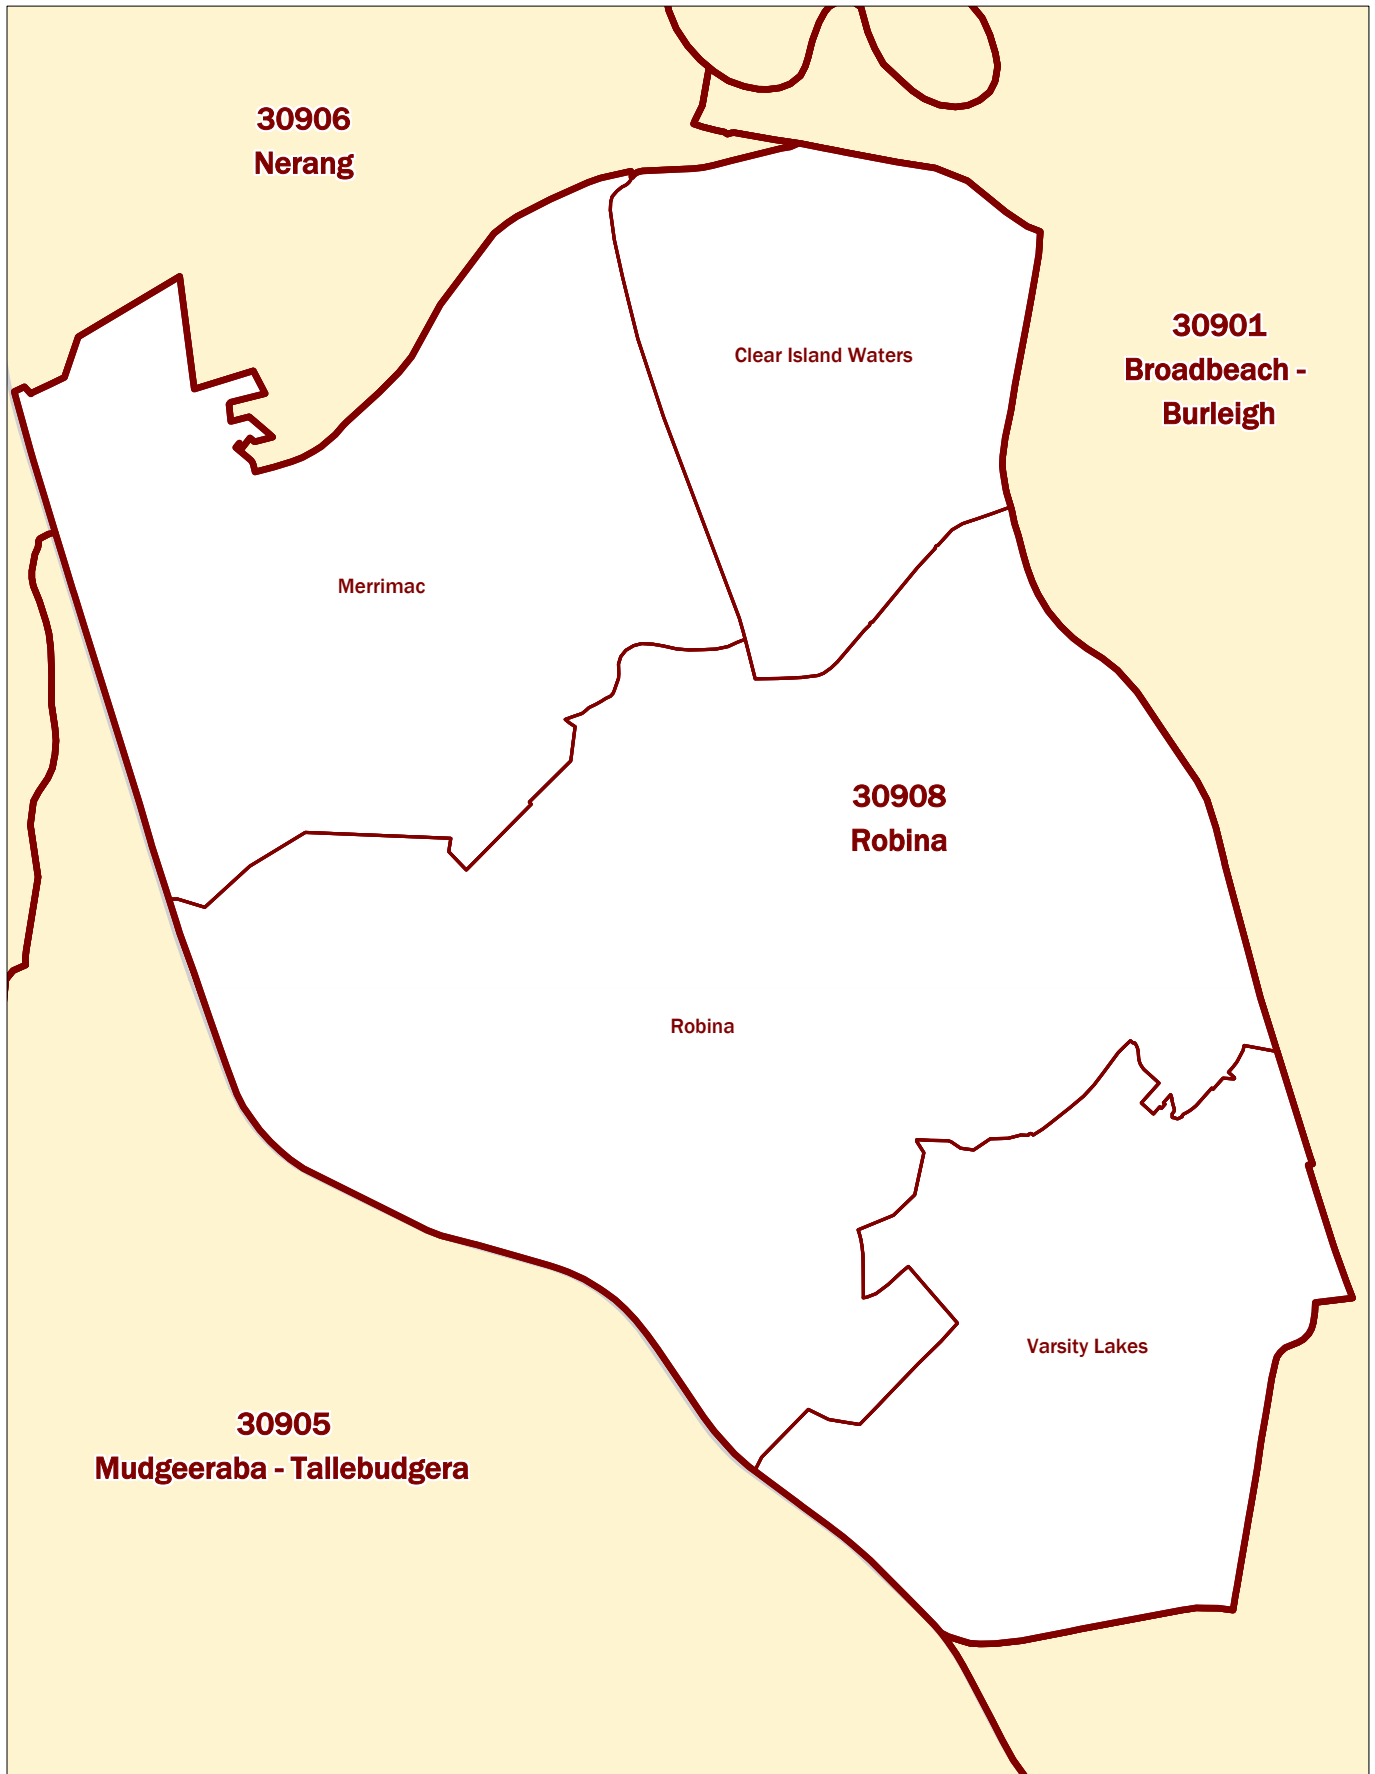 30906
Nerang
30901
Broadbeach -
Burleigh
Clear Island Waters
Merrimac
30908
Robina
Robina
Varsity Lakes
30905
Mudgeeraba - Tallebudgera